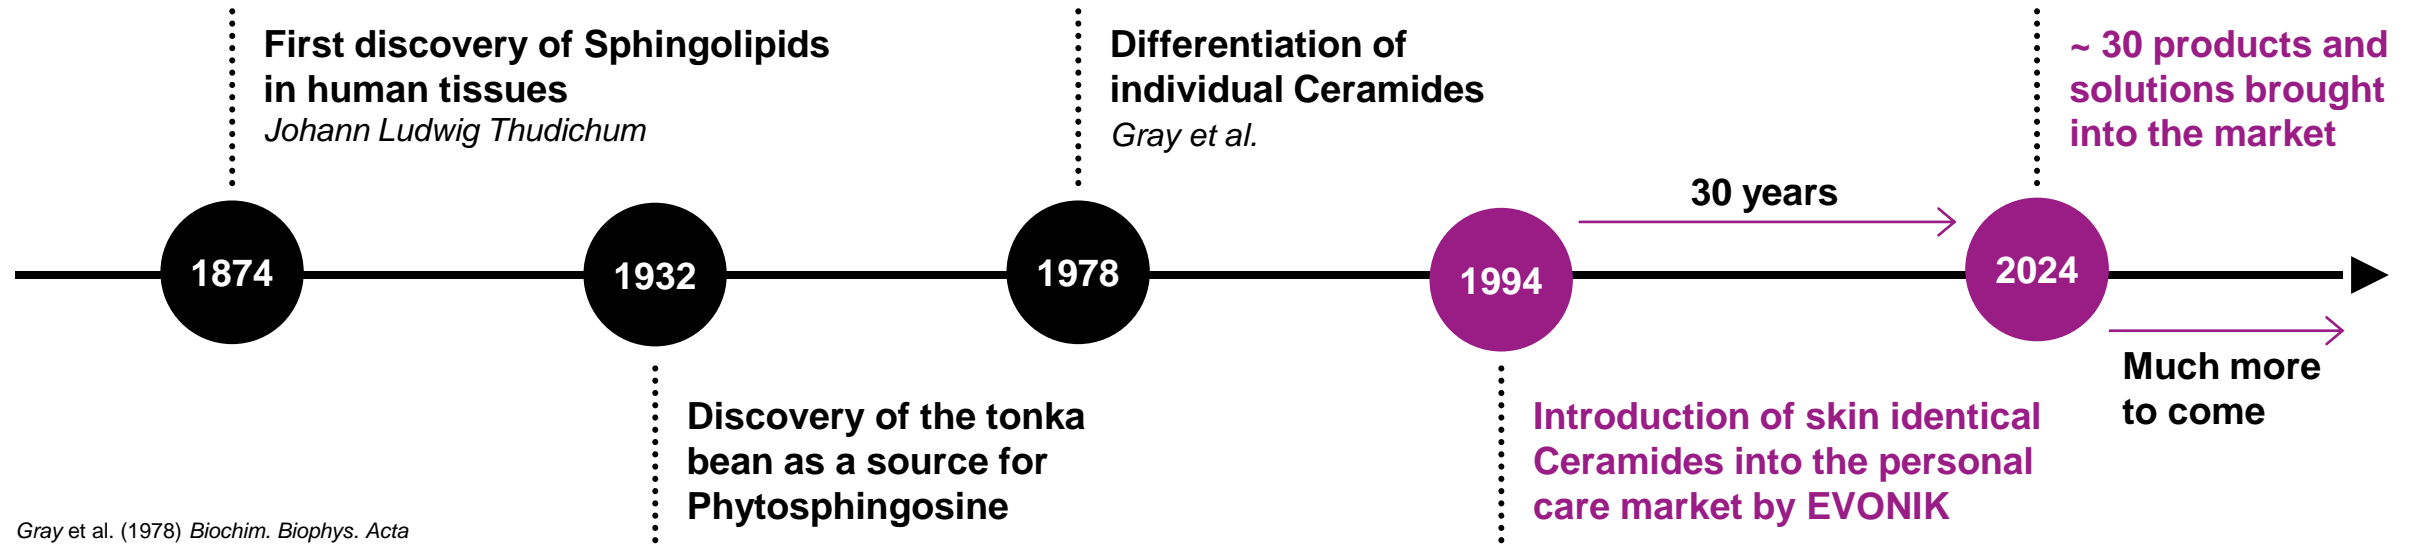 First discovery of Sphingolipids
in human tissues
Johann Ludwig Thudichum
Differentiation of
individual Ceramides
Gray et al.
~ 30 products and
solutions brought
into the market
30 years
1874
1932
1978
1994
2024
Much more
to come
Discovery of the tonka
bean as a source for
Phytosphingosine
Introduction of skin identical
Ceramides into the personal
care market by EVONIK
Gray et al. (1978) Biochim. Biophys. Acta